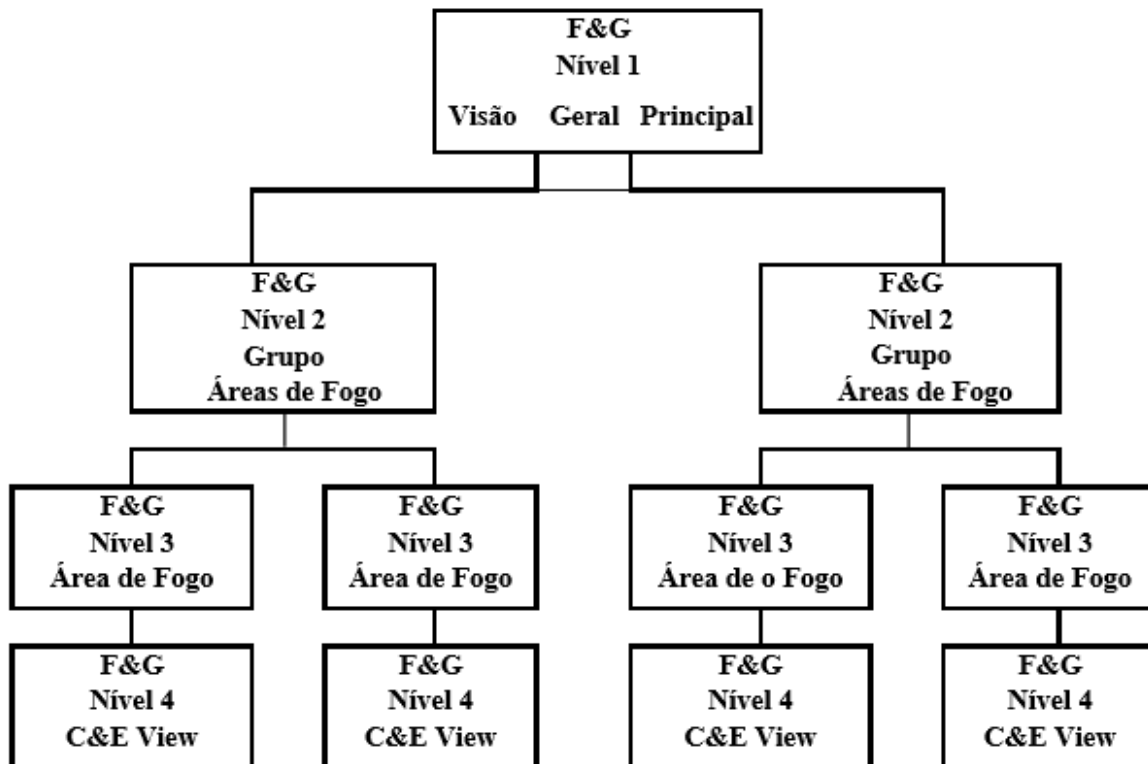 F&G
Nível 1
Visão Geral Principal
F&G
Nível 2
Grupo
Áreas de Fogo
F&G
Nível 2
Grupo
Áreas de Fogo
F&G
Nível 3
Área de Fogo
F&G
Nível 3
Área de Fogo
F&G
Nível 3
Área de o Fogo
F&G
Nível 3
Área de Fogo
F&G
Nível 4
C&E View
F&G
Nível 4
C&E View
F&G
Nível 4
C&E View
F&G
Nível 4
C&E View